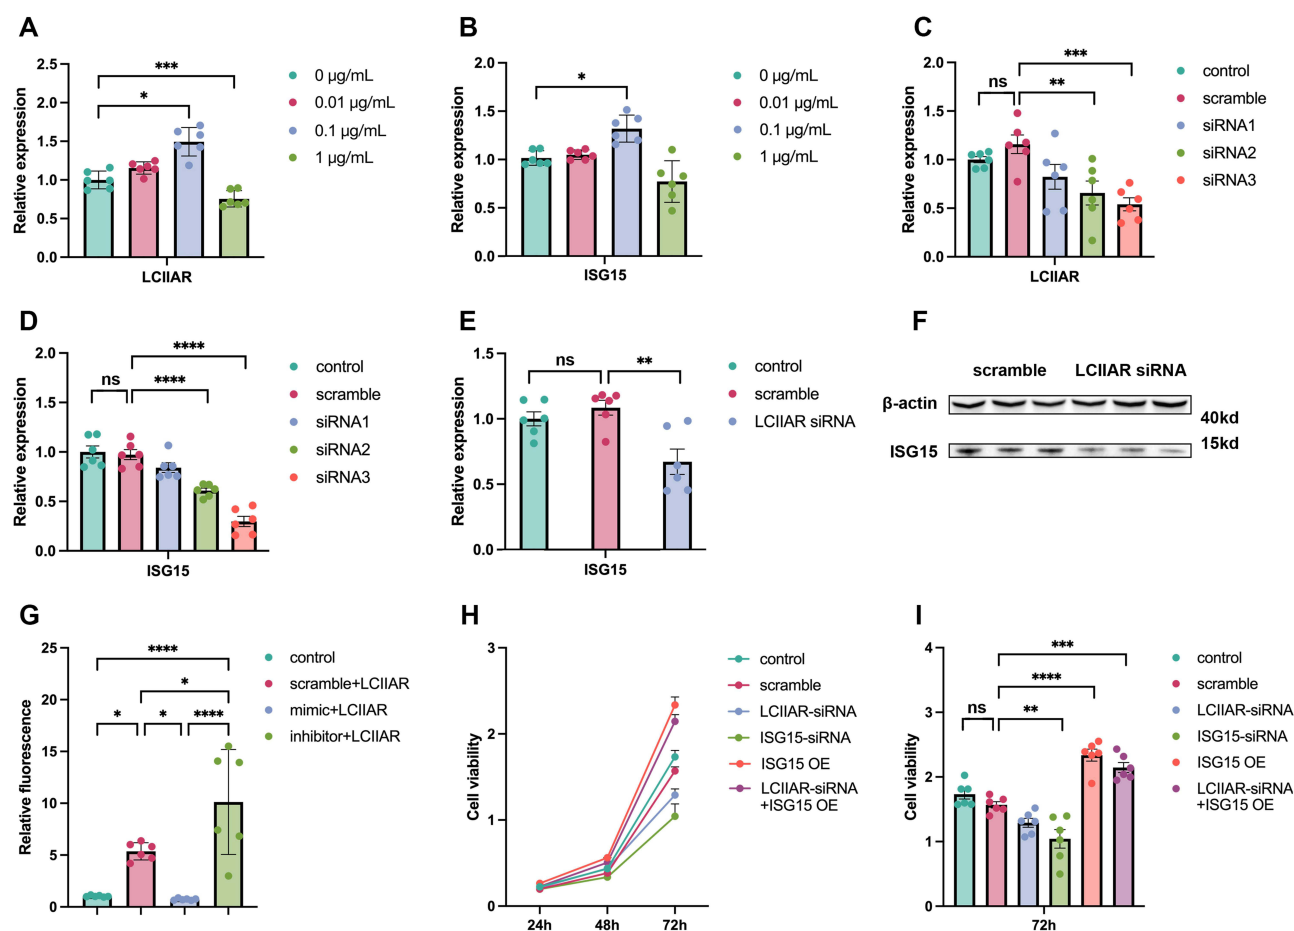 A
Relative expression
2.5
2.0
1.5
1.0
0.5
0.0
***
*
LCIIAR
0 μg/mL
0.01 μg/mL
0.1 μg/mL
1 μg/mL
B
Relative expression
2.0
1.5
1.0
0.5
0.0
*
ISG15
0 μg/mL
0.01 μg/mL
0.1 μg/mL
1 μg/mL
C
Relative expression
2.0
1.5
1.0
0.5
0.0
***
ns
**
LCIIAR
control
scramble
siRNA1
siRNA2
siRNA3
D
Relative expression
2.0
1.5
1.0
0.5
0.0
****
ns
****
ISG15
control
scramble
siRNA1
siRNA2
siRNA3
E
Relative expression
1.5
1.0
0.5
0.0
ns
**
ISG15
control
scramble
LCIIAR siRNA
F
scramble
LCIIAR siRNA
β-actin
40kd
15kd
ISG15
G
Relative fluorescence
25
20
15
10
5
0
****
*
*
*
****
control
scramble+LCIIAR
mimic+LCIIAR
inhibitor+LCIIAR
H
Cell viability
3
2
1
0
24h
48h
72h
control
scramble
LCIIAR-siRNA
ISG15-siRNA
ISG15 OE
LCIIAR-siRNA
+ISG15 OE
I
Cell viability
4
3
2
1
0
***
****
ns
**
72h
control
scramble
LCIIAR-siRNA
ISG15-siRNA
ISG15 OE
LCIIAR-siRNA
+ISG15 OE